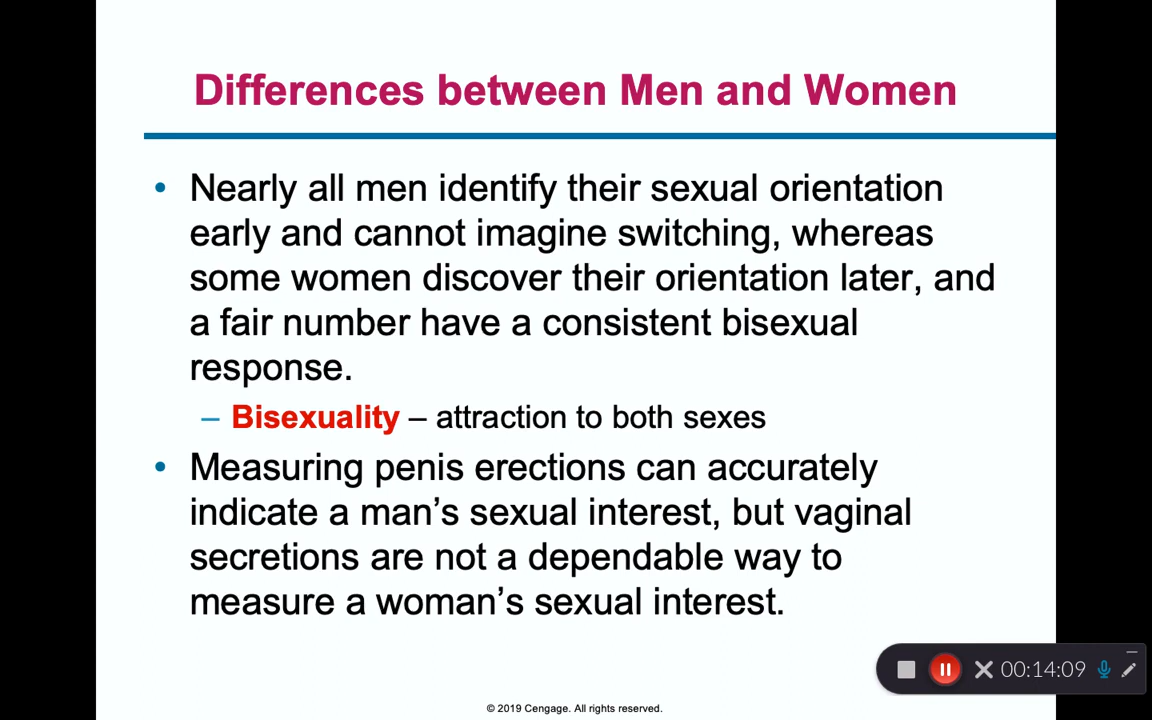 Differences between Men and Women
• Nearly all men identify their sexual orientation
early and cannot imagine switching, whereas
some women discover their orientation later, and
a fair number have a consistent bisexual
response.
– Bisexuality – attraction to both sexes
• Measuring penis erections can accurately
indicate a man’s sexual interest, but vaginal
secretions are not a dependable way to
measure a woman’s sexual interest.
00:14:09
© 2019 Cengage. All rights reserved.